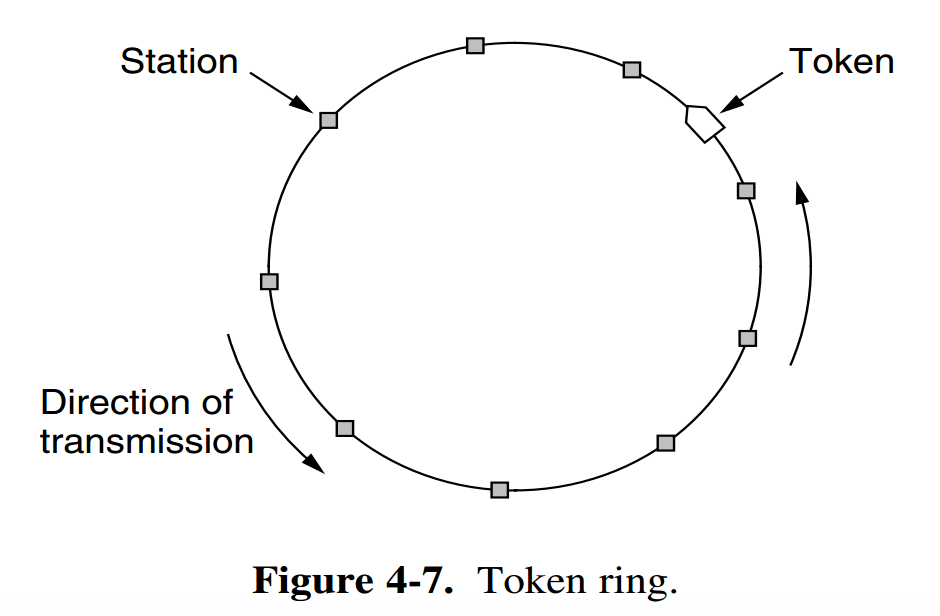 Station
Token
Direction of
transmission
Figure 4-7. Token ring.